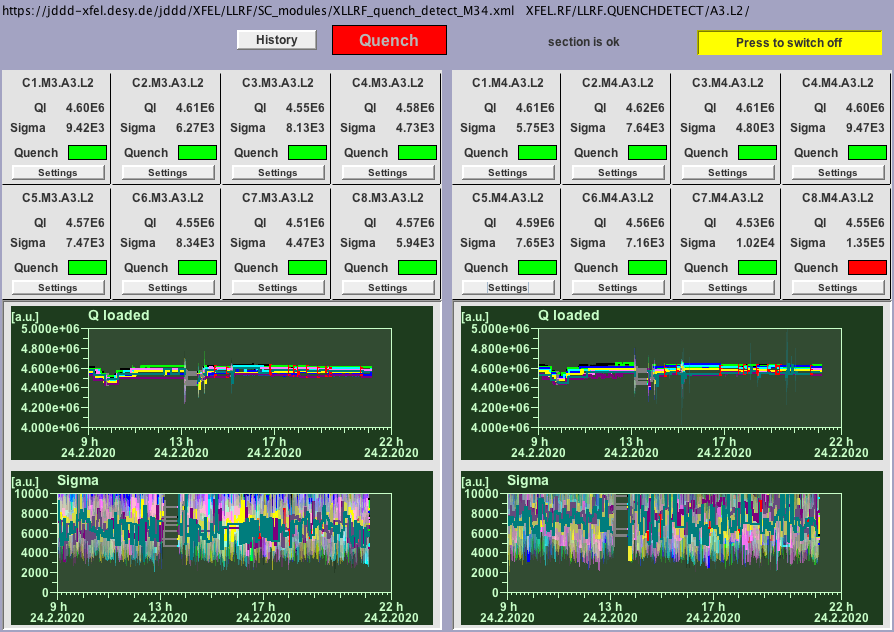 https://jddd-xfel.desy.de/jddd/XFEL/LLRF/SC_modules/XLLRF_quench_detect_M34.xml XFEL.RF/LLRF.QUENCHDETECT/A3.L2/
History Quench section is ok Press to switch off
C1.M3.A3.L2 C2.M3.A3.L2 C3.M3.A3.L2 C4.M3.A3.L2 C1.M4.A3.L2 C2.M4.A3.L2 C3.M4.A3.L2 C4.M4.A3.L2
Ql 4.60E6 Ql 4.61E6 Ql 4.55E6 Ql 4.58E6 Ql 4.61E6 Ql 4.62E6 Ql 4.61E6 Ql 4.60E6
Sigma 9.42E3 Sigma 6.27E3 Sigma 8.13E3 Sigma 4.73E3 Sigma 5.75E3 Sigma 7.64E3 Sigma 4.80E3 Sigma 9.47E3
Quench Quench Quench Quench Quench Quench Quench Quench
Settings Settings Settings Settings Settings Settings Settings Settings
C5.M3.A3.L2 C6.M3.A3.L2 C7.M3.A3.L2 C8.M3.A3.L2 C5.M4.A3.L2 C6.M4.A3.L2 C7.M4.A3.L2 C8.M4.A3.L2
Ql 4.57E6 Ql 4.55E6 Ql 4.51E6 Ql 4.57E6 Ql 4.59E6 Ql 4.56E6 Ql 4.53E6 Ql 4.55E6
Sigma 7.47E3 Sigma 8.34E3 Sigma 4.47E3 Sigma 5.94E3 Sigma 7.65E3 Sigma 7.16E3 Sigma 1.02E4 Sigma 1.35E5
Quench Quench Quench Quench Quench Quench Quench Quench
Settings Settings Settings Settings Settings Settings Settings Settings
[a.u.] Q loaded
5.000e+06
4.800e+06
4.600e+06
4.400e+06
4.200e+06
4.000e+06
9 h 13 h 17 h 22 h
24.2.2020 24.2.2020 24.2.2020 24.2.2020
[a.u.] Q loaded
5.000e+06
4.800e+06
4.600e+06
4.400e+06
4.200e+06
4.000e+06
9 h 13 h 17 h 22 h
24.2.2020 24.2.2020 24.2.2020 24.2.2020
[a.u.] Sigma
10000
8000
6000
4000
2000
0
9 h 13 h 17 h 22 h
24.2.2020 24.2.2020 24.2.2020 24.2.2020
[a.u.] Sigma
10000
8000
6000
4000
2000
0
9 h 13 h 17 h 22 h
24.2.2020 24.2.2020 24.2.2020 24.2.2020